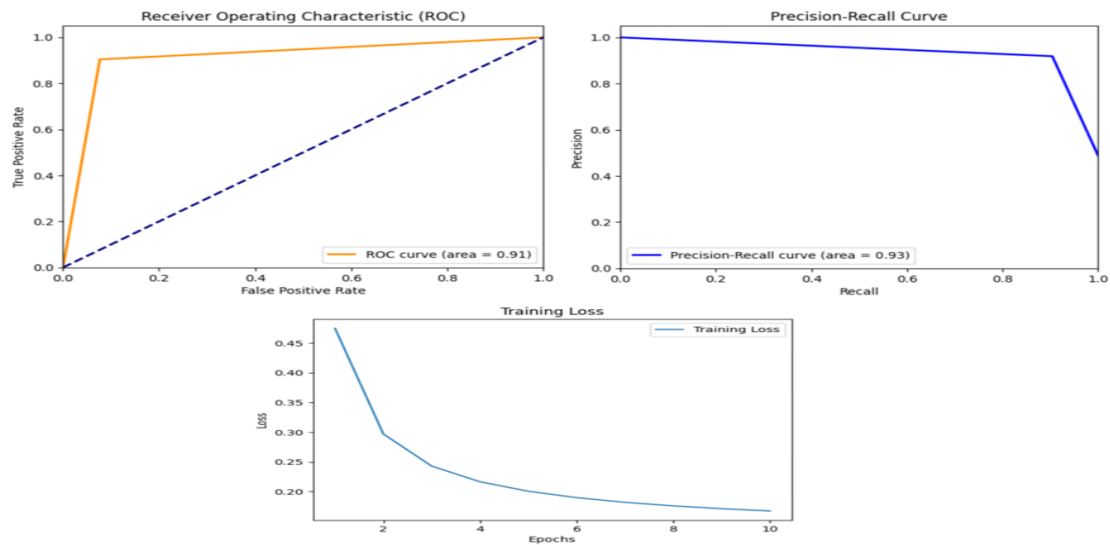 Receiver Operating Characteristic (ROC)
True Positive Rate
1.0
0.8
0.6
0.4
0.2
0.0
0.0 0.2 0.4 0.6 0.8 1.0
ROC curve (area = 0.91)
False Positive Rate
Precision-Recall Curve
Precision
1.0
0.8
0.6
0.4
0.2
0.0
0.0 0.2 0.4 0.6 0.8 1.0
Precision-Recall curve (area = 0.93)
Recall
Training Loss
Training Loss
Loss
0.45
0.40
0.35
0.30
0.25
0.20
2 4 6 8 10
Epochs